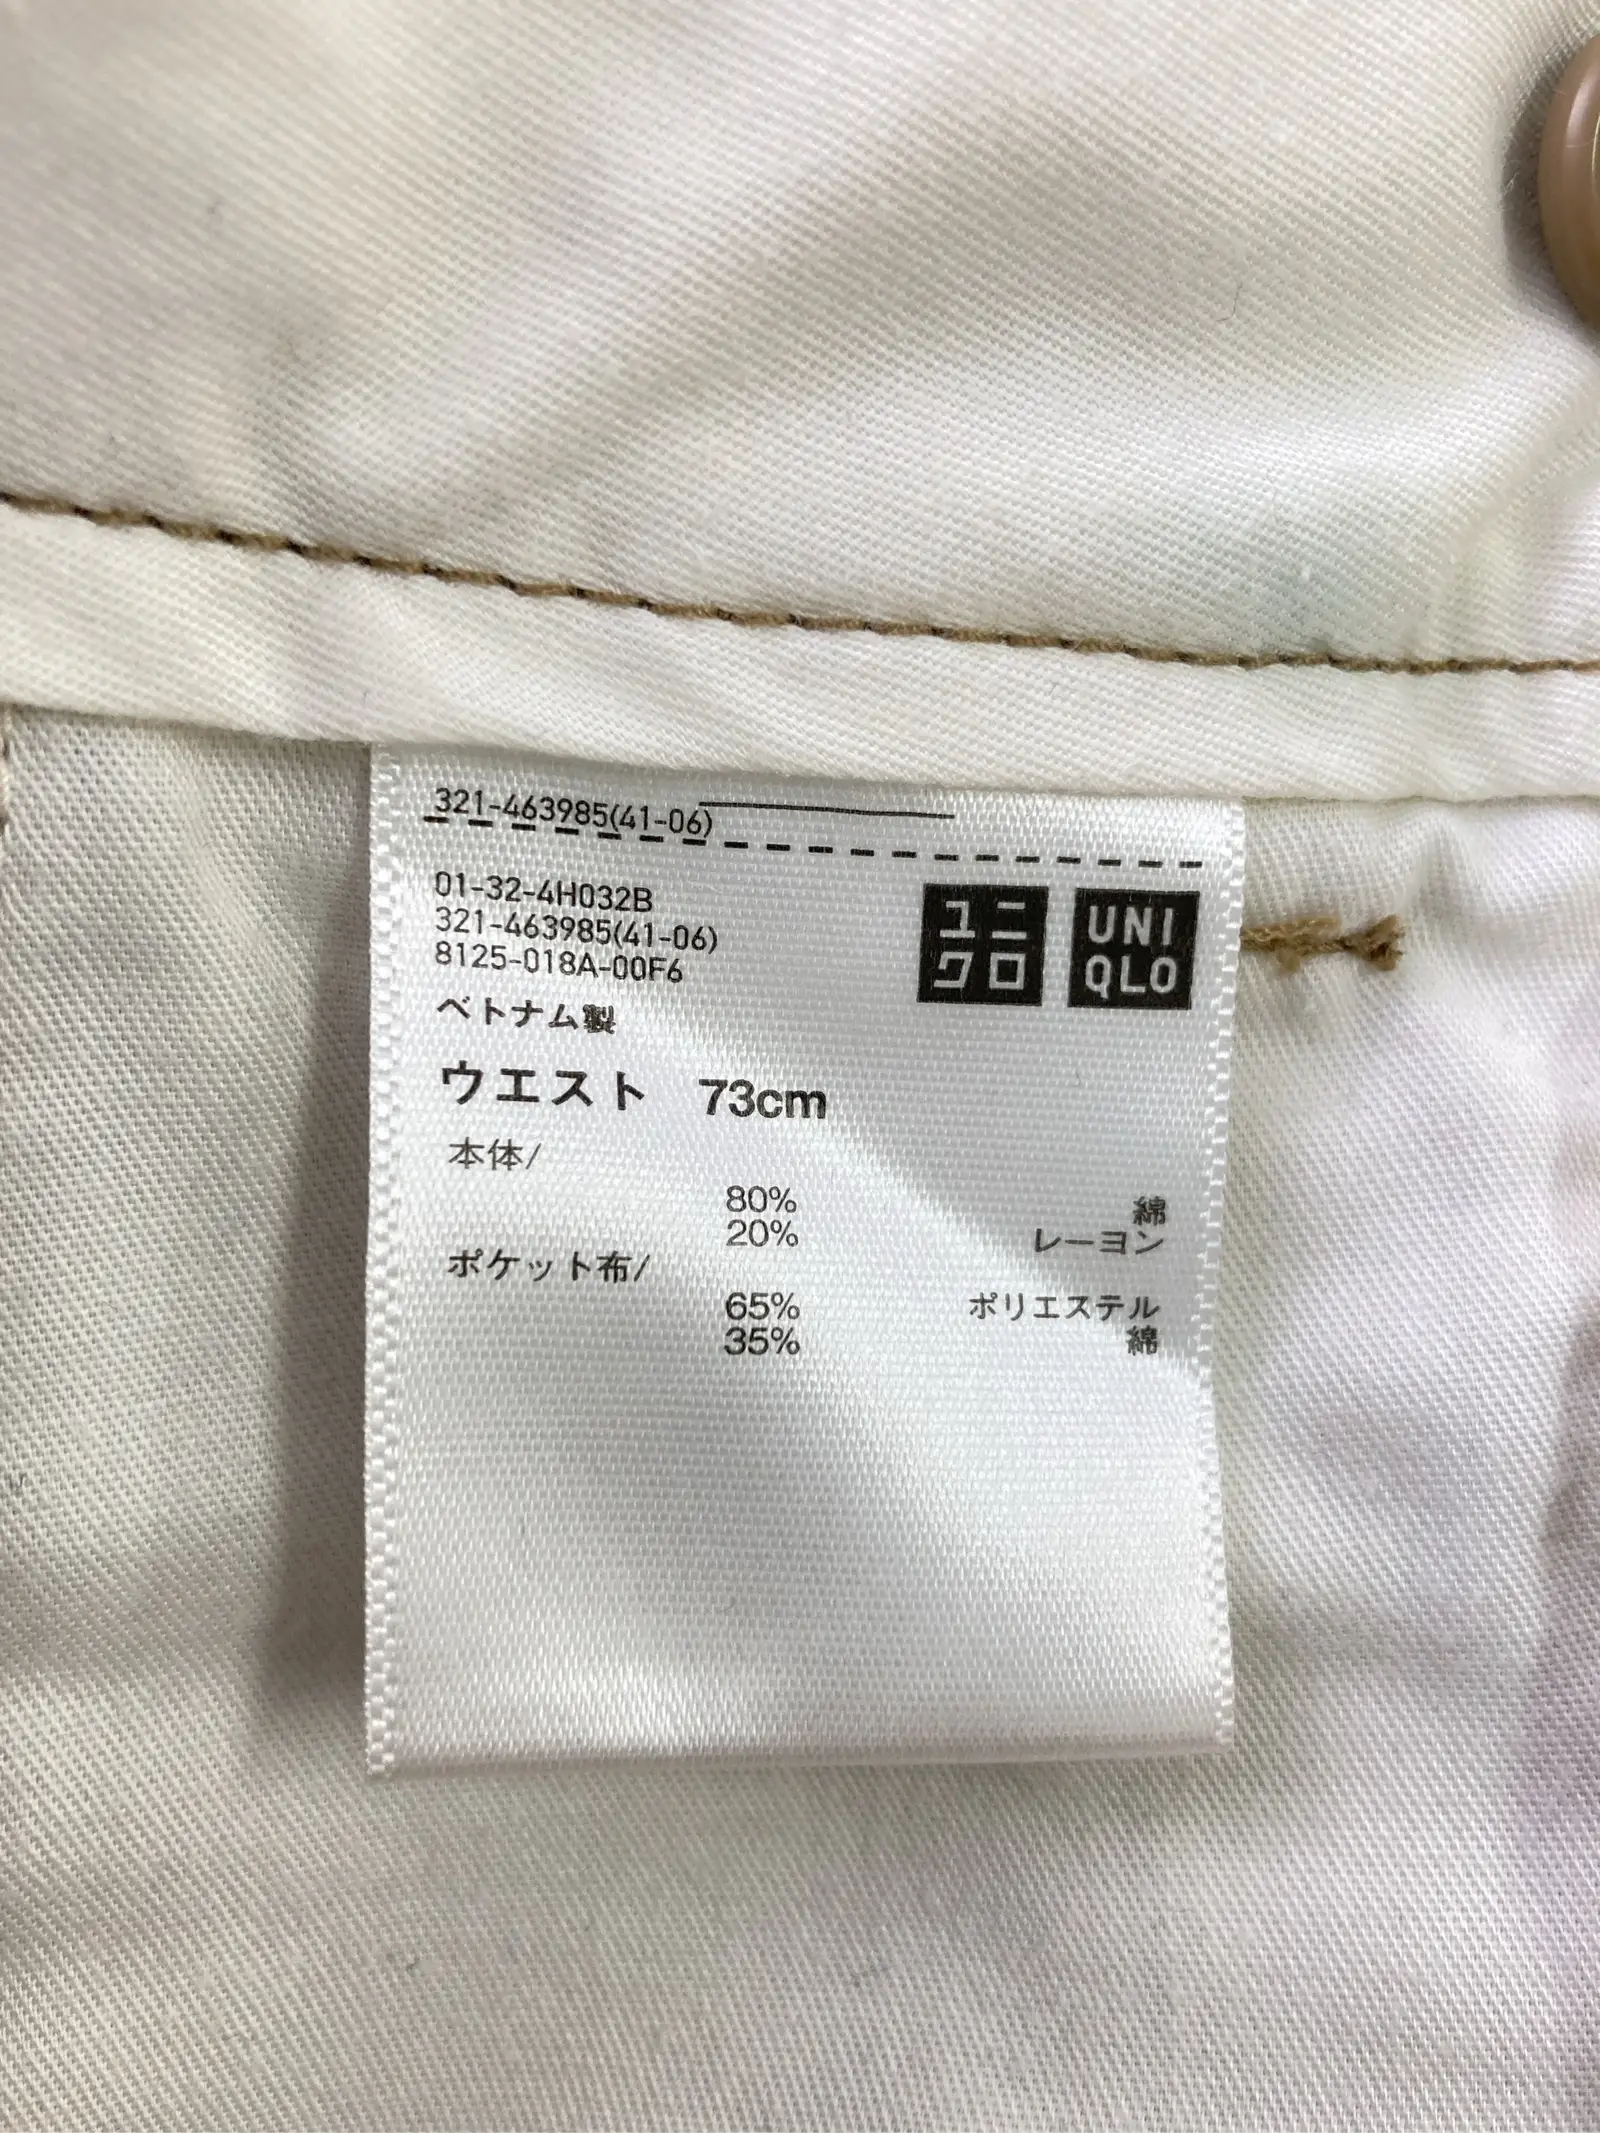 321-463985(41-06)
01-32-4H032B
321-463985(41-06)
8125-018A-00F6
ユニ
クロ
UNI
QLO
ベトナム製
ウエスト 73cm
本体/
80% 綿
20% レーヨン
ポケット布/
65% ポリエステル
35% 綿